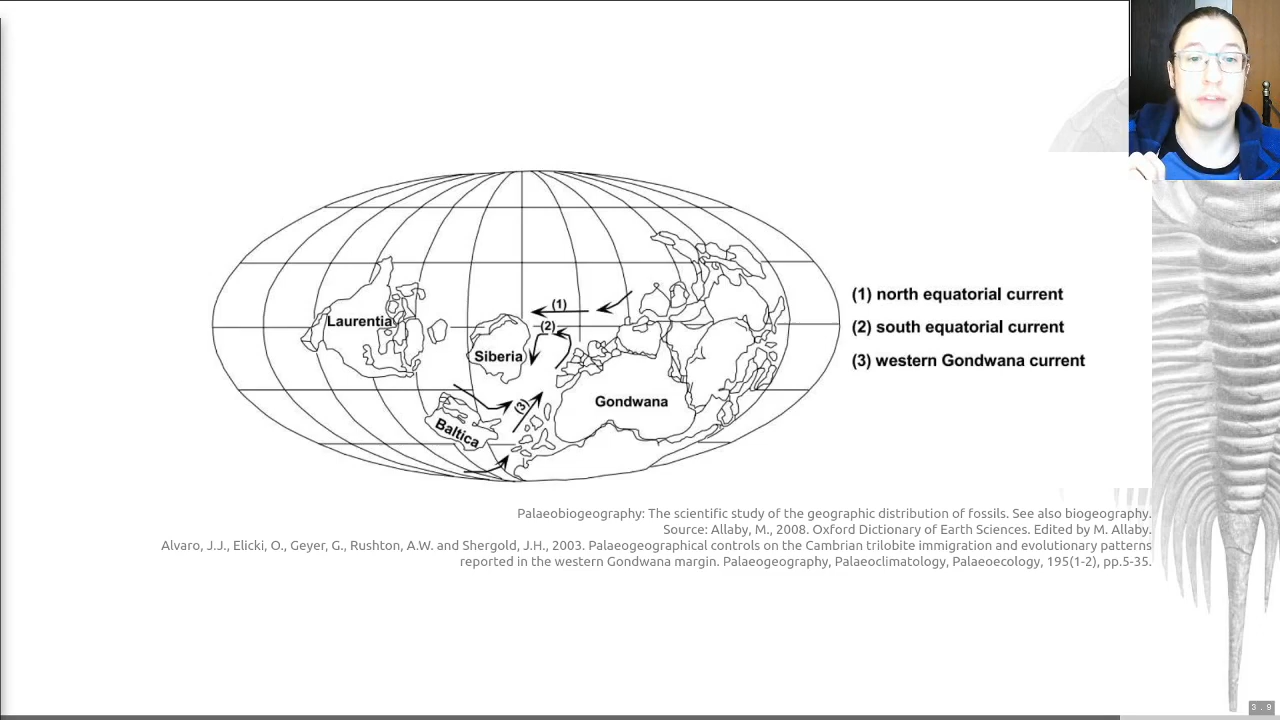 (1)
(2)
Laurentia
Siberia
Gondwana
(3)
Baltica
(1) north equatorial current
(2) south equatorial current
(3) western Gondwana current
Palaeobiogeography: The scientific study of the geographic distribution of fossils. See also biogeography.
Source: Allaby, M., 2008. Oxford Dictionary of Earth Sciences. Edited by M. Allaby.
Alvaro, J.J., Elicki, O., Geyer, G., Rushton, A.W. and Shergold, J.H., 2003. Palaeogeographical controls on the Cambrian trilobite immigration and evolutionary patterns
reported in the western Gondwana margin. Palaeogeography, Palaeoclimatology, Palaeoecology, 195(1-2), pp.5-35.
3.9